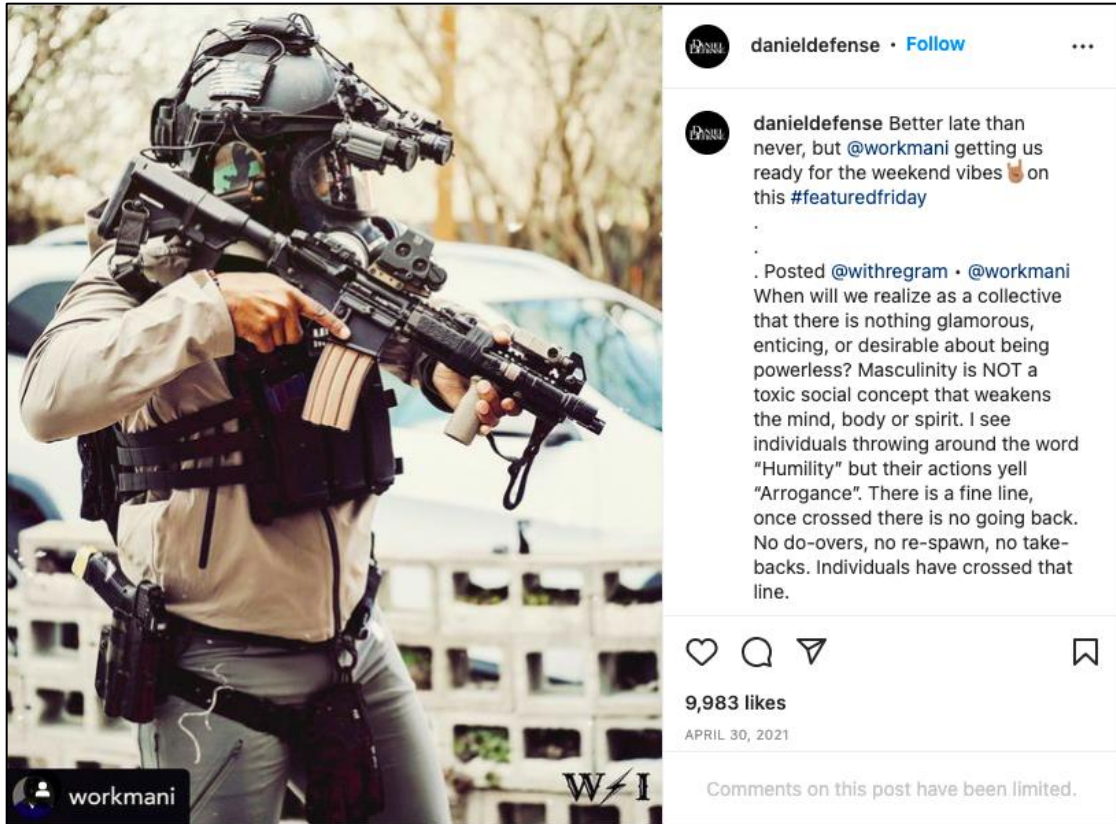 DANIEL DEFENSE
danieldefense • Follow
DANIEL DEFENSE
danieldefense Better late than
never, but @workmani getting us
ready for the weekend vibes🤘🏽on
this #featuredfriday
.
.
. Posted @withregram • @workmani
When will we realize as a collective
that there is nothing glamorous,
enticing, or desirable about being
powerless? Masculinity is NOT a
toxic social concept that weakens
the mind, body or spirit. I see
individuals throwing around the word
“Humility” but their actions yell
“Arrogance”. There is a fine line,
once crossed there is no going back.
No do-overs, no re-spawn, no take-
backs. Individuals have crossed that
line.
9,983 likes
APRIL 30, 2021
Comments on this post have been limited.
workmani
W I